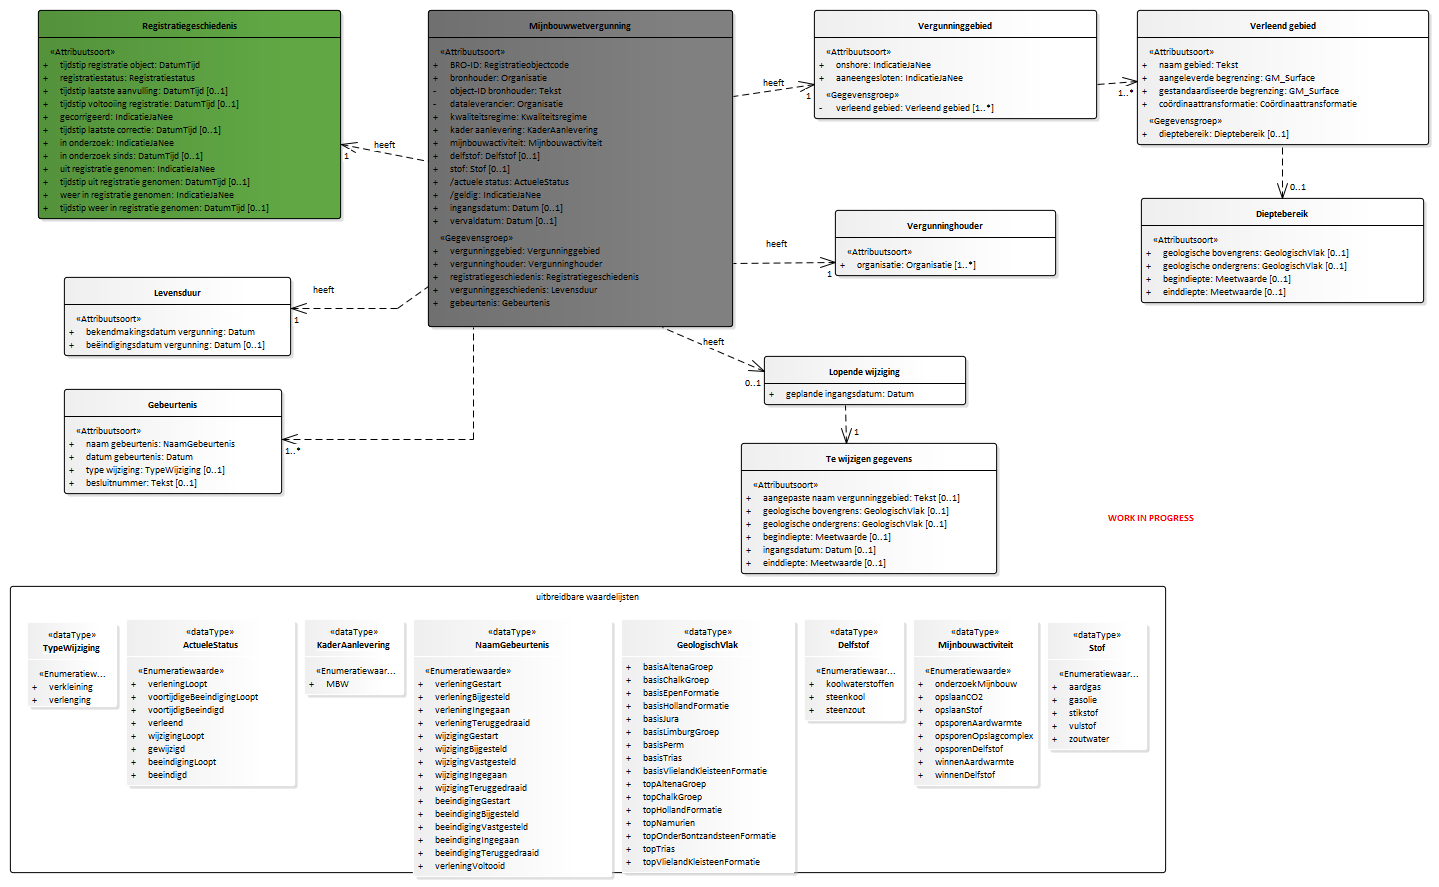 Registratiegeschiedenis
«Attribuutsoort»
+ tijdstip registratie object: DatumTijd
+ registratiestatus: Registratiestatus
+ tijdstip laatste aanvulling: DatumTijd [0..1]
+ tijdstip voltooiing registratie: DatumTijd [0..1]
+ gecorrigeerd: IndicatieJaNee
+ tijdstip laatste correctie: DatumTijd [0..1]
+ in onderzoek: IndicatieJaNee
+ in onderzoek sinds: DatumTijd [0..1]
+ uit registratie genomen: IndicatieJaNee
+ tijdstip uit registratie genomen: DatumTijd [0..1]
+ weer in registratie genomen: IndicatieJaNee
+ tijdstip weer in registratie genomen: DatumTijd [0..1]
heeft
1
Mijnbouwwetvergunning
«Attribuutsoort»
+ BRO-ID: Registratieobjectcode
+ bronhouder: Organisatie
- object-ID bronhouder: Tekst
- dataleverancier: Organisatie
+ kwaliteitsregime: Kwaliteitsregime
+ kader aanlevering: KaderAanlevering
+ mijnbouwactiviteit: Mijnbouwactiviteit
+ delfstof: Delfstof [0..1]
+ stof: Stof [0..1]
+ /actuele status: ActueleStatus
+ /geldig: IndicatieJaNee
+ ingangsdatum: Datum [0..1]
+ vervaldatum: Datum [0..1]
«Gegevensgroep»
+ vergunninggebied: Vergunninggebied
+ vergunninghouder: Vergunninghouder
+ registratiegeschiedenis: Registratiegeschiedenis
+ vergunninggeschiedenis: Levensduur
+ gebeurtenis: Gebeurtenis
heeft
1
Vergunninggebied
«Attribuutsoort»
+ onshore: IndicatieJaNee
+ aaneengesloten: IndicatieJaNee
«Gegevensgroep»
- verleend gebied: Verleend gebied [1..*]
1..*
Verleend gebied
«Attribuutsoort»
+ naam gebied: Tekst
+ aangeleverde begrenzing: GM_Surface
+ gestandaardiseerde begrenzing: GM_Surface
+ coördinaattransformatie: Coördinaattransformatie
«Gegevensgroep»
+ dieptebereik: Dieptebereik [0..1]
0..1
Dieptebereik
«Attribuutsoort»
+ geologische bovengrens: GeologischVlak [0..1]
+ geologische ondergrens: GeologischVlak [0..1]
+ begindiepte: Meetwaarde [0..1]
+ einddiepte: Meetwaarde [0..1]
heeft
1
Vergunninghouder
«Attribuutsoort»
+ organisatie: Organisatie [1..*]
heeft
1
Levensduur
«Attribuutsoort»
+ bekendmakingsdatum vergunning: Datum
+ beëindigingsdatum vergunning: Datum [0..1]
Gebeurtenis
«Attribuutsoort»
+ naam gebeurtenis: NaamGebeurtenis
+ datum gebeurtenis: Datum
+ type wijziging: TypeWijziging [0..1]
+ besluitnummer: Tekst [0..1]
1..*
heeft
0..1
Lopende wijziging
+ geplande ingangsdatum: Datum
1
Te wijzigen gegevens
«Attribuutsoort»
+ aangepaste naam vergunninggebied: Tekst [0..1]
+ geologische bovengrens: GeologischVlak [0..1]
+ geologische ondergrens: GeologischVlak [0..1]
+ begindiepte: Meetwaarde [0..1]
+ ingangsdatum: Datum [0..1]
+ einddiepte: Meetwaarde [0..1]
WORK IN PROGRESS
uitbreidbare waardelijsten
«dataType»
TypeWijziging
«Enumeratiew...
+ verkleining
+ verlenging
«dataType»
ActueleStatus
«Enumeratiewaarde»
+ verleningLoopt
+ voortijdigeBeeindigingLoopt
+ voortijdigBeeindigd
+ verleend
+ wijzigingLoopt
+ gewijzigd
+ beeindigingLoopt
+ beeindigd
«dataType»
KaderAanlevering
«Enumeratiewaar...
+ MBW
«dataType»
NaamGebeurtenis
«Enumeratiewaarde»
+ verleningGestart
+ verleningBijgesteld
+ verleningIngegaan
+ verleningTeruggedraaid
+ wijzigingGestart
+ wijzigingBijgesteld
+ wijzigingVastgesteld
+ wijzigingIngegaan
+ wijzigingTeruggedraaid
+ beeindigingGestart
+ beeindigingBijgesteld
+ beeindigingVastgesteld
+ beeindigingIngegaan
+ beeindigingTeruggedraaid
+ verleningVoltooid
«dataType»
GeologischVlak
+ basisAltenaGroep
+ basisChalkGroep
+ basisEpenFormatie
+ basisHollandFormatie
+ basisJura
+ basisLimburgGroep
+ basisPerm
+ basisTrias
+ basisVlielandKleisteenFormatie
+ topAltenaGroep
+ topChalkGroep
+ topHollandFormatie
+ topNamurien
+ topOnderBontzandsteenFormatie
+ topTrias
+ topVlielandKleisteenFormatie
«dataType»
Delfstof
«Enumeratiewaar...
+ koolwaterstoffen
+ steenkool
+ steenzout
«dataType»
Mijnbouwactiviteit
«Enumeratiewaarde»
+ onderzoekMijnbouw
+ opslaanCO2
+ opslaanStof
+ opsporenAardwarmte
+ opsporenOpslagcomplex
+ opsporenDelfstof
+ winnenAardwarmte
+ winnenDelfstof
«dataType»
Stof
«Enumeratiewaar...
+ aardgas
+ gasolie
+ stikstof
+ vulstof
+ zoutwater